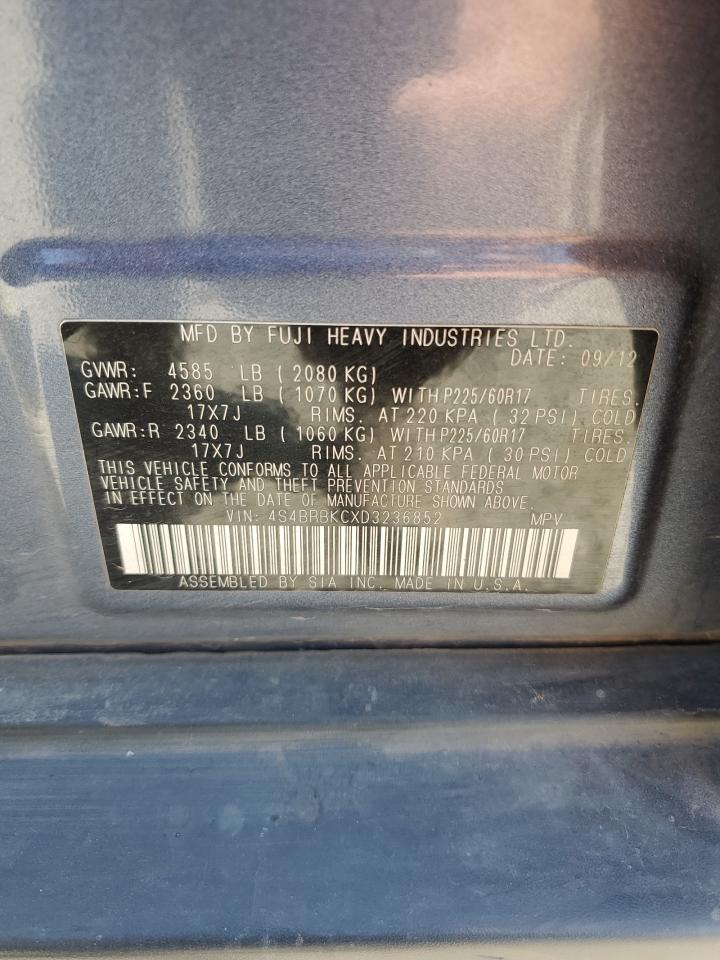 MFD BY FUJI HEAVY INDUSTRIES LTD.
DATE: 09/12
GVWR: 4585 LB ( 2080 KG)
GAWR:F 2360 LB ( 1070 KG) WITH P225/60R17 TIRES.
17X7J RIMS. AT 220 KPA ( 32 PSI) COLD
GAWR:R 2340 LB ( 1060 KG) WITH P225/60R17 TIRES.
17X7J RIMS. AT 210 KPA ( 30 PSI) COLD
THIS VEHICLE CONFORMS TO ALL APPLICABLE FEDERAL MOTOR
VEHICLE SAFETY AND THEFT PREVENTION STANDARDS
IN EFFECT ON THE DATE OF MANUFACTURE SHOWN ABOVE.
VIN: 4S4BRBKCXD3236852 MPV
ASSEMBLED BY SIA INC. MADE IN U.S.A.